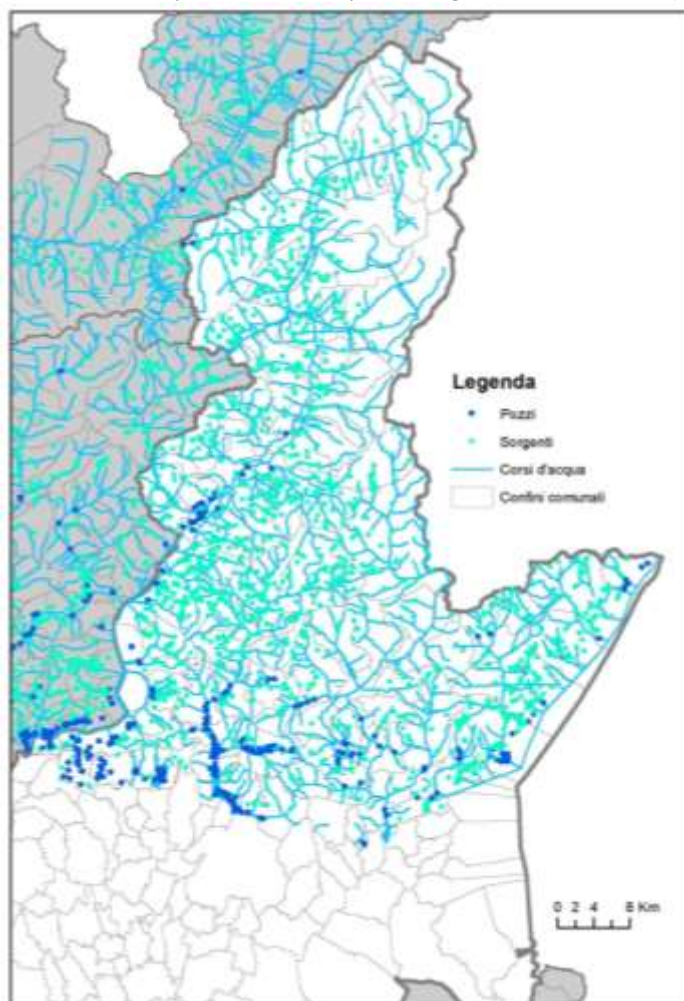 Legenda
Pozzi
Sorgenti
Corsi d'acqua
Confini comunali
0 2 4 8 Km